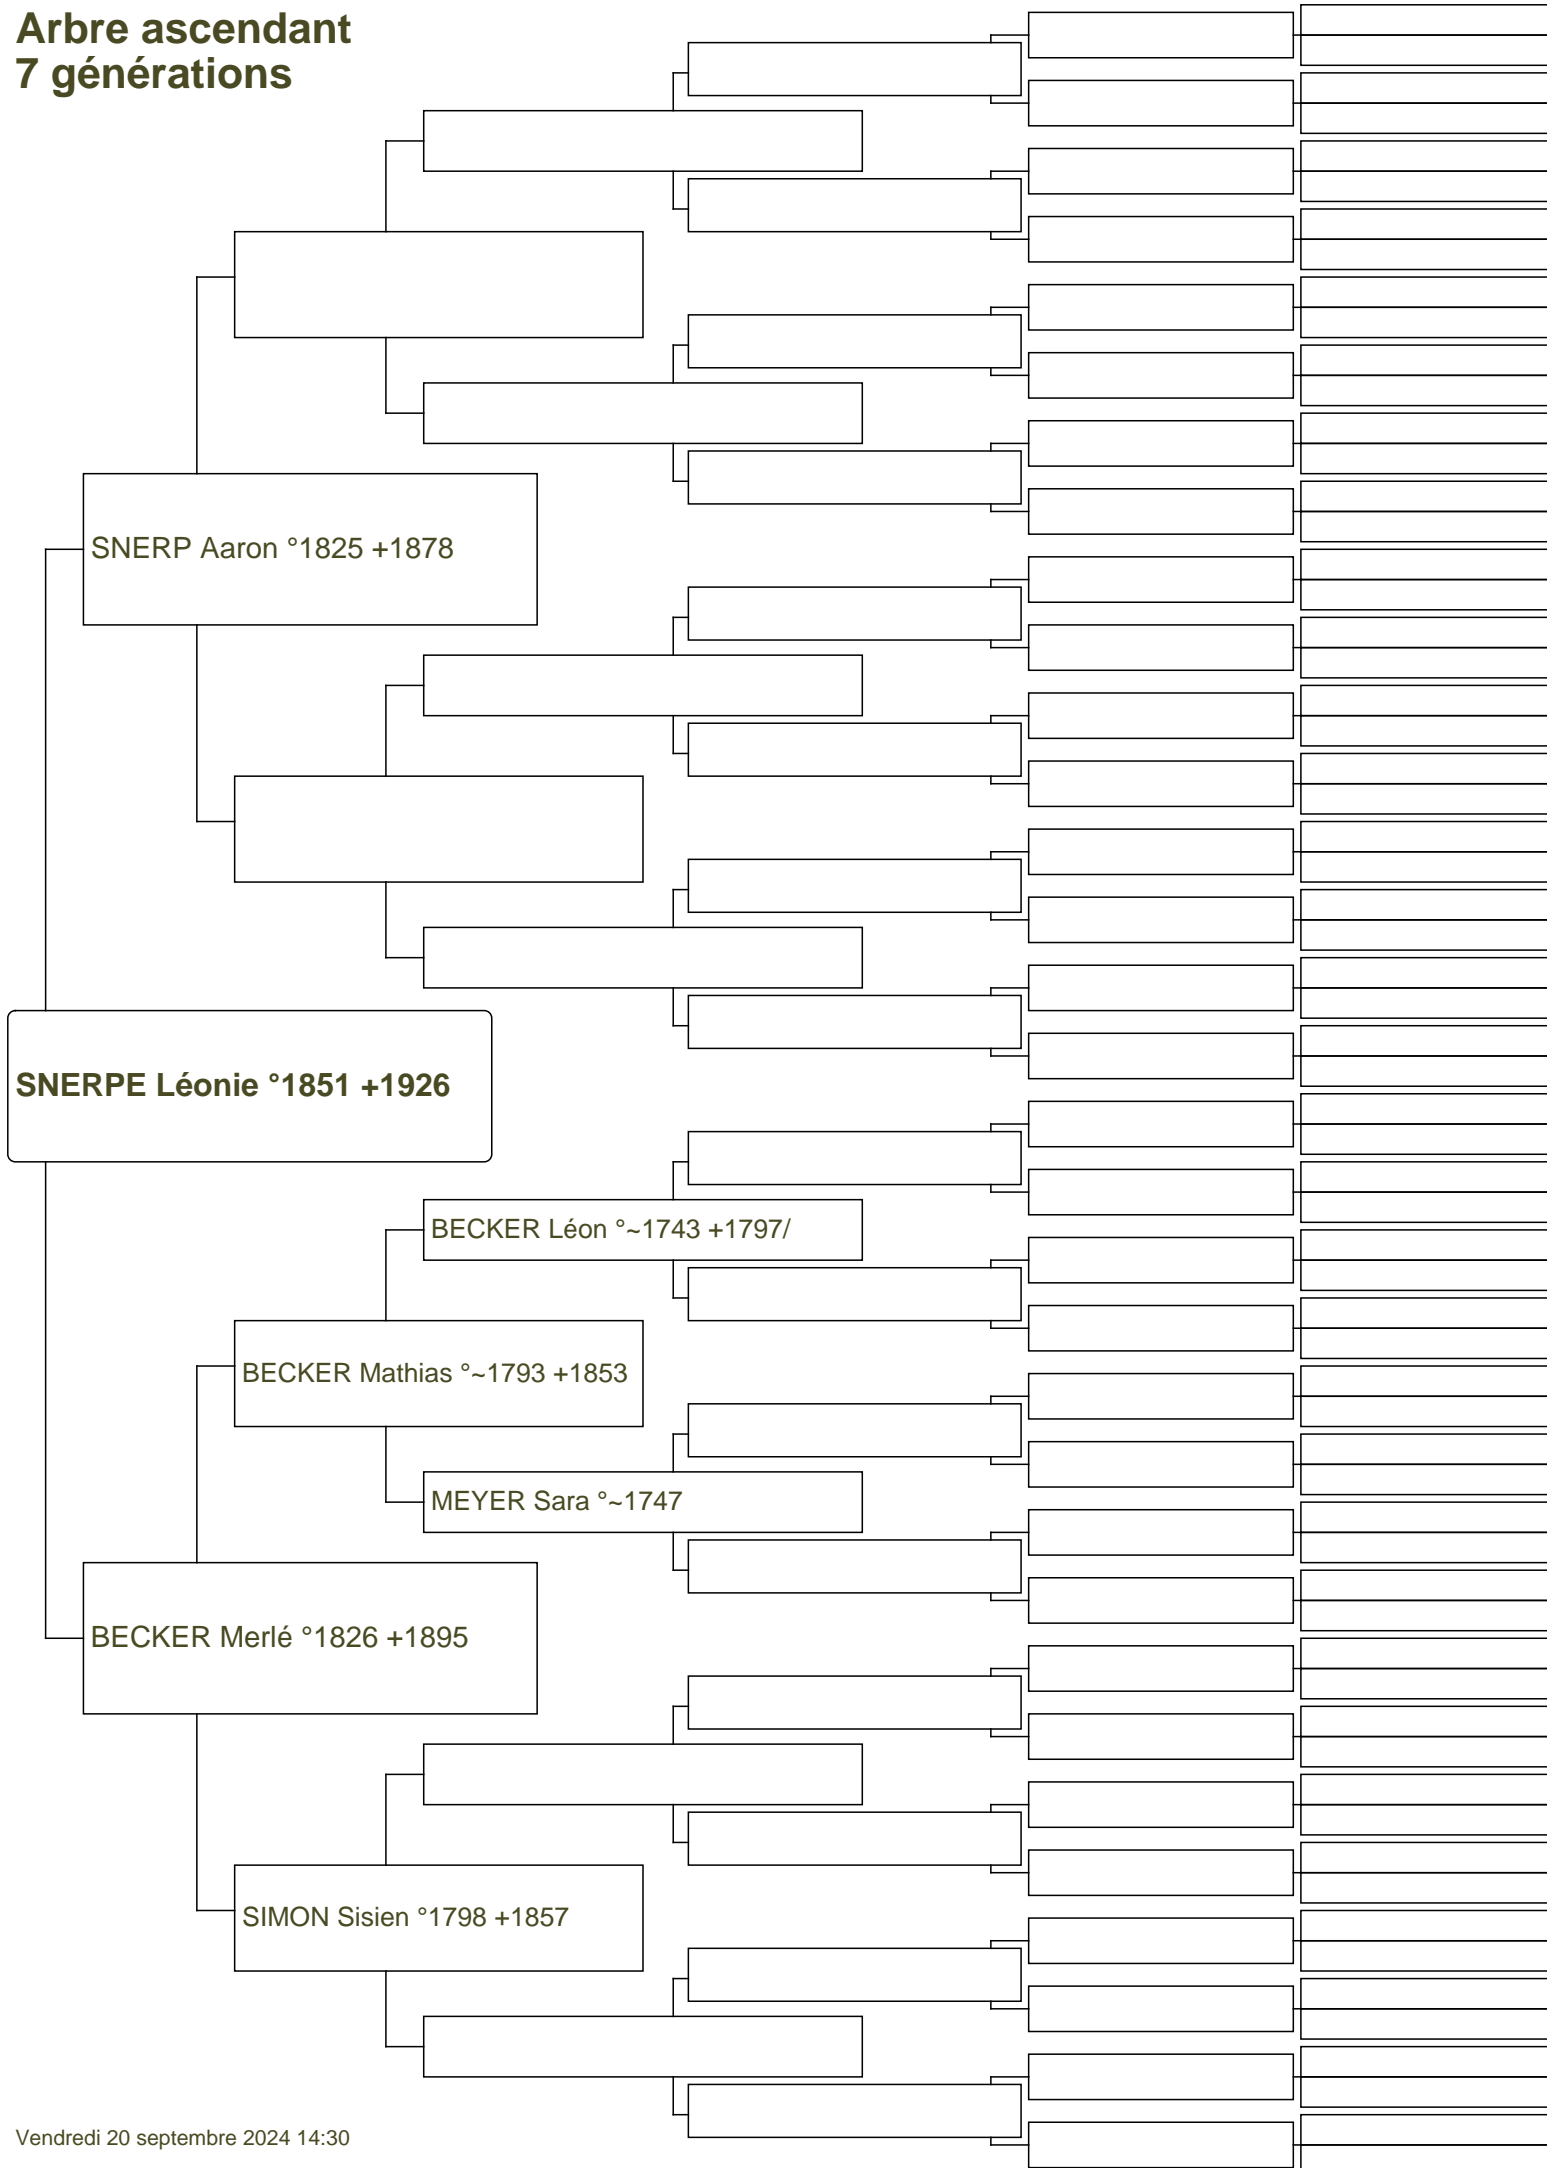 Arbre ascendant
7 générations
SNERP Aaron °1825 +1878
SNERPE Léonie °1851 +1926
BECKER Léon °~1743 +1797/
BECKER Mathias °~1793 +1853
MEYER Sara °~1747
BECKER Merlé °1826 +1895
SIMON Sisien °1798 +1857
Vendredi 20 septembre 2024 14:30